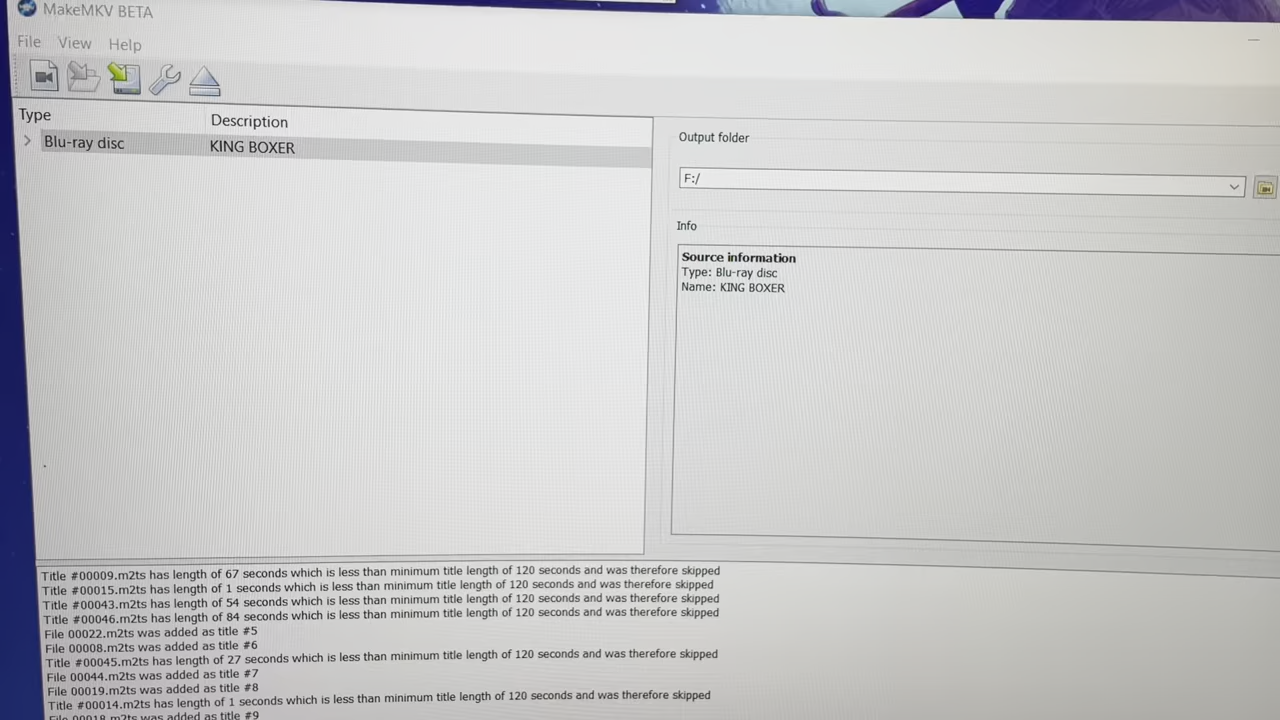 MakeMKV BETA
File View Help
Type Description
Blu-ray disc KING BOXER
Output folder
F:/
Info
Source information
Type: Blu-ray disc
Name: KING BOXER
Title #00009.m2ts has length of 67 seconds which is less than minimum title length of 120 seconds and was therefore skipped
Title #00015.m2ts has length of 1 seconds which is less than minimum title length of 120 seconds and was therefore skipped
Title #00043.m2ts has length of 54 seconds which is less than minimum title length of 120 seconds and was therefore skipped
Title #00046.m2ts has length of 84 seconds which is less than minimum title length of 120 seconds and was therefore skipped
File 00022.m2ts was added as title #5
File 00008.m2ts was added as title #6
Title #00045.m2ts has length of 27 seconds which is less than minimum title length of 120 seconds and was therefore skipped
File 00044.m2ts was added as title #7
File 00019.m2ts was added as title #8
Title #00014.m2ts has length of 1 seconds which is less than minimum title length of 120 seconds and was therefore skipped
File 00018.m2ts was added as title #9